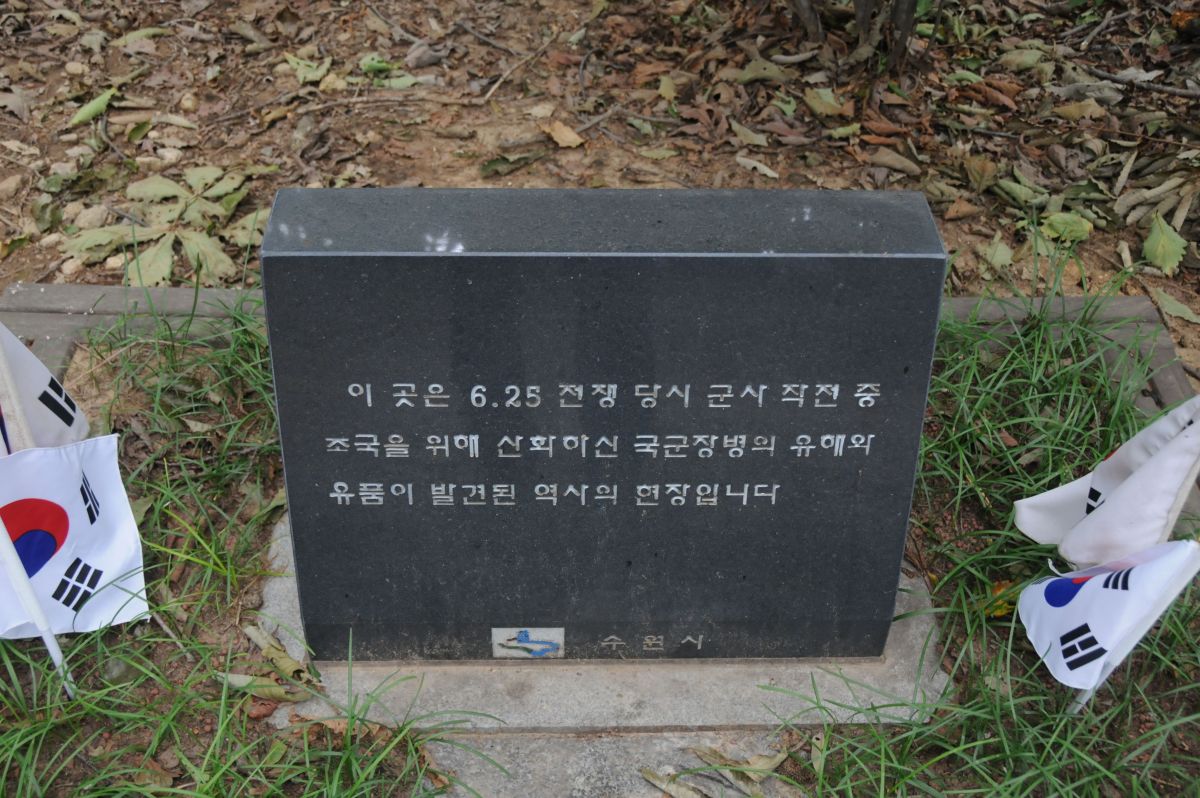 이 곳은 6.25 전쟁 당시 군사 작전 중
조국을 위해 산화하신 국군장병의 유해와
유품이 발견된 역사의 현장입니다
수원시